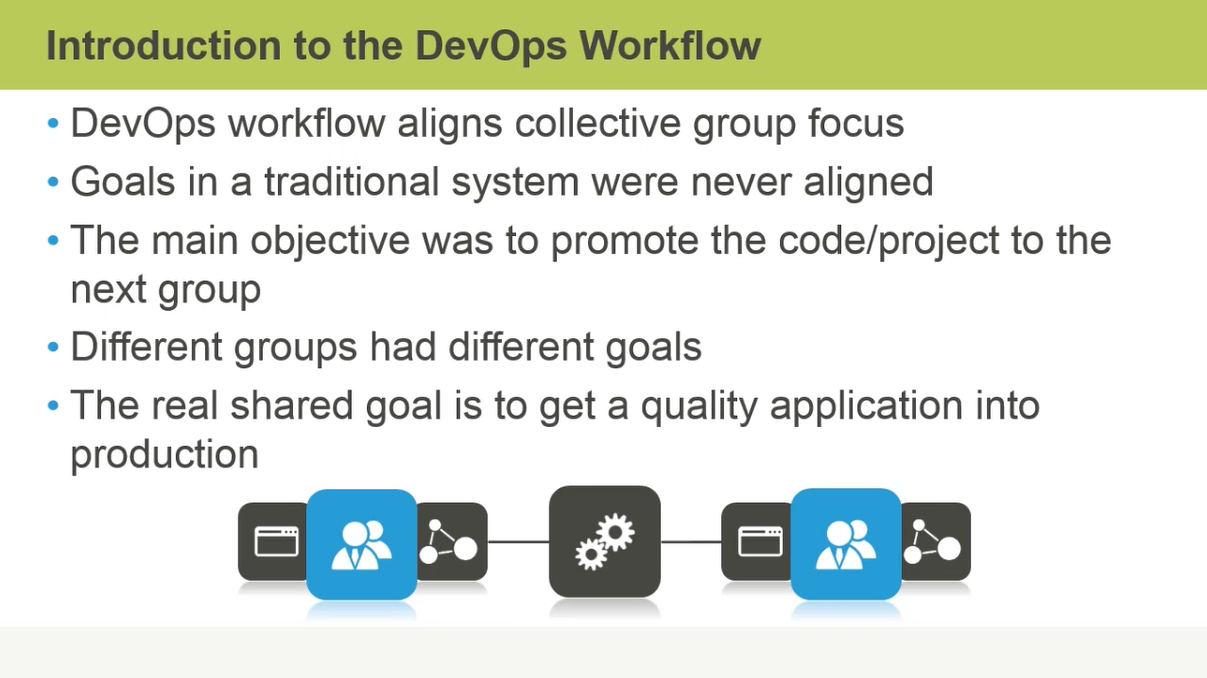 Introduction to the DevOps Workflow
• DevOps workflow aligns collective group focus
• Goals in a traditional system were never aligned
• The main objective was to promote the code/project to the
next group
• Different groups had different goals
• The real shared goal is to get a quality application into
production